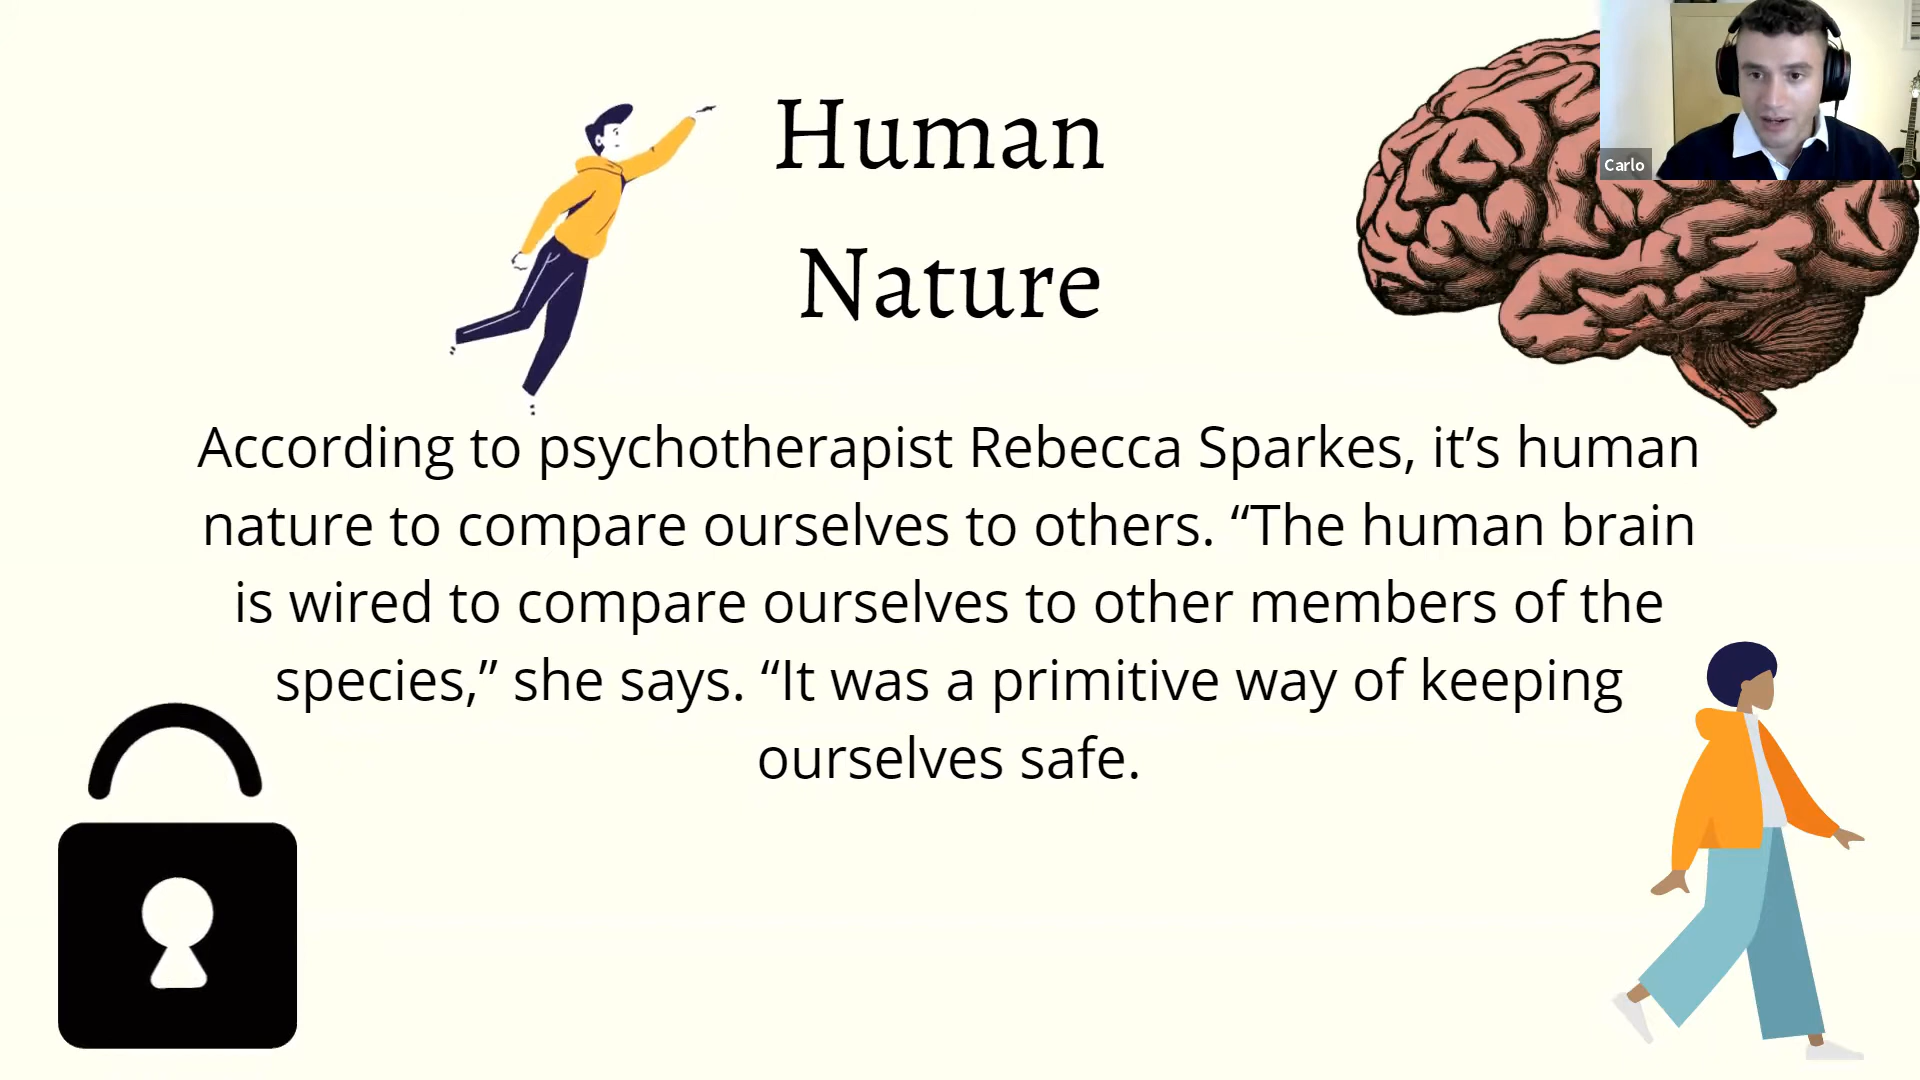 Human
Nature
Carlo
According to psychotherapist Rebecca Sparkes, it’s human
nature to compare ourselves to others. “The human brain
is wired to compare ourselves to other members of the
species,” she says. “It was a primitive way of keeping
ourselves safe.